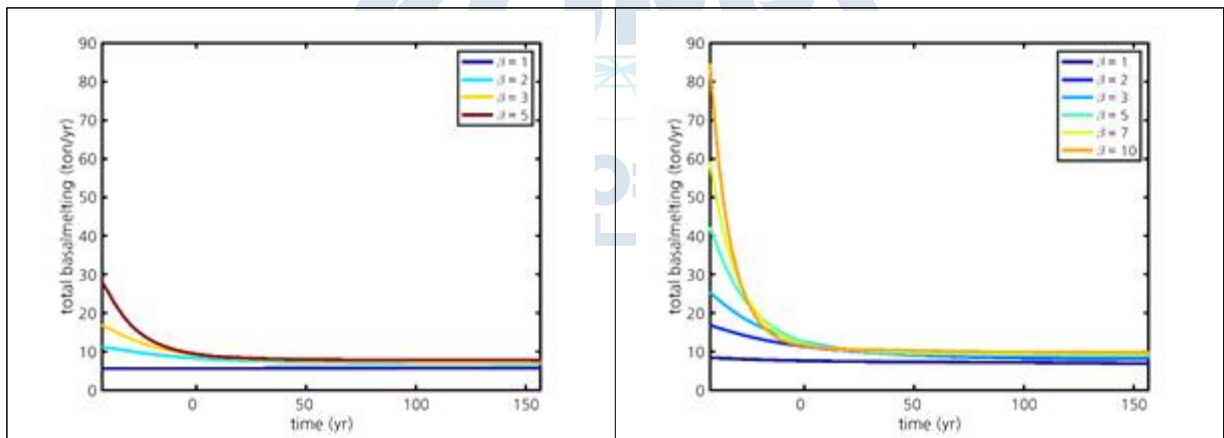 90
80
70
60
50
40
30
20
10
0
total basalmelting (ton/yr)
0 50 100 150
time (yr)
β = 1
β = 2
β = 3
β = 5
90
80
70
60
50
40
30
20
10
0
total basalmelting (ton/yr)
0 50 100 150
time (yr)
β = 1
β = 2
β = 3
β = 5
β = 7
β = 10